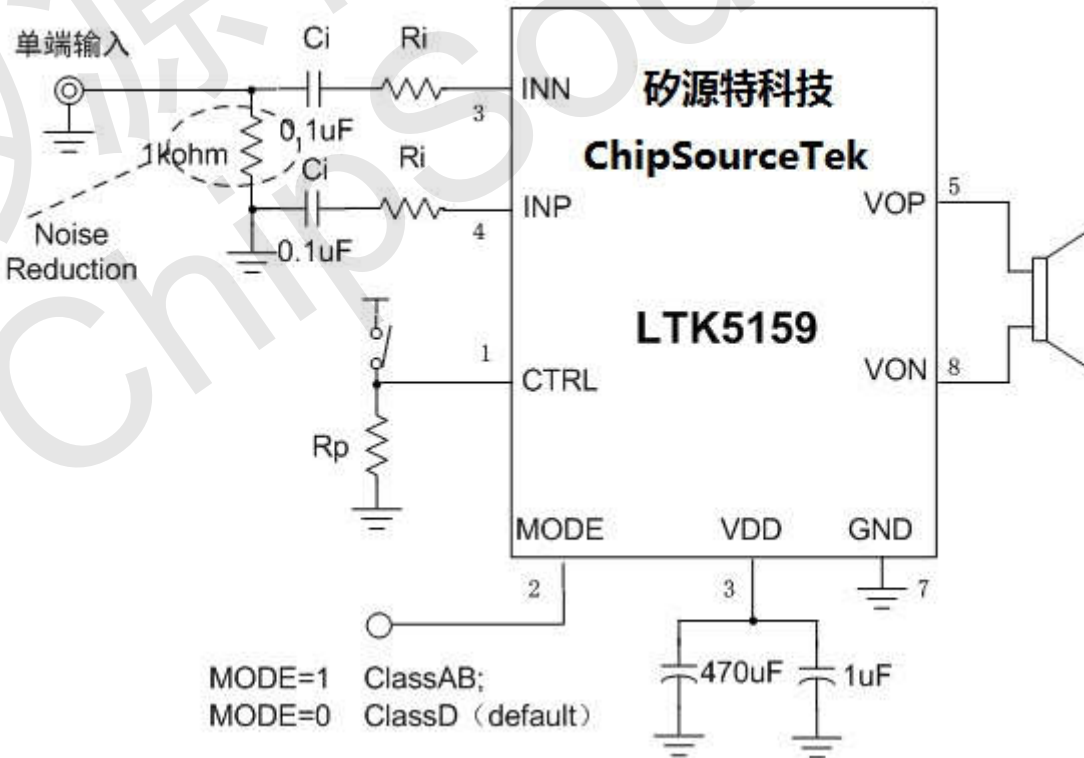 单端输入
Ci
Ri
INN
3
0.1uF
1kohm
Ci
Ri
INP
4
0.1uF
Noise
Reduction
矽源特科技
ChipSourceTek
LTK5159
VOP
5
VON
8
1
CTRL
Rp
MODE
VDD
GND
2
3
7
470uF
1uF
MODE=1 ClassAB;
MODE=0 ClassD（default）
ChipSou